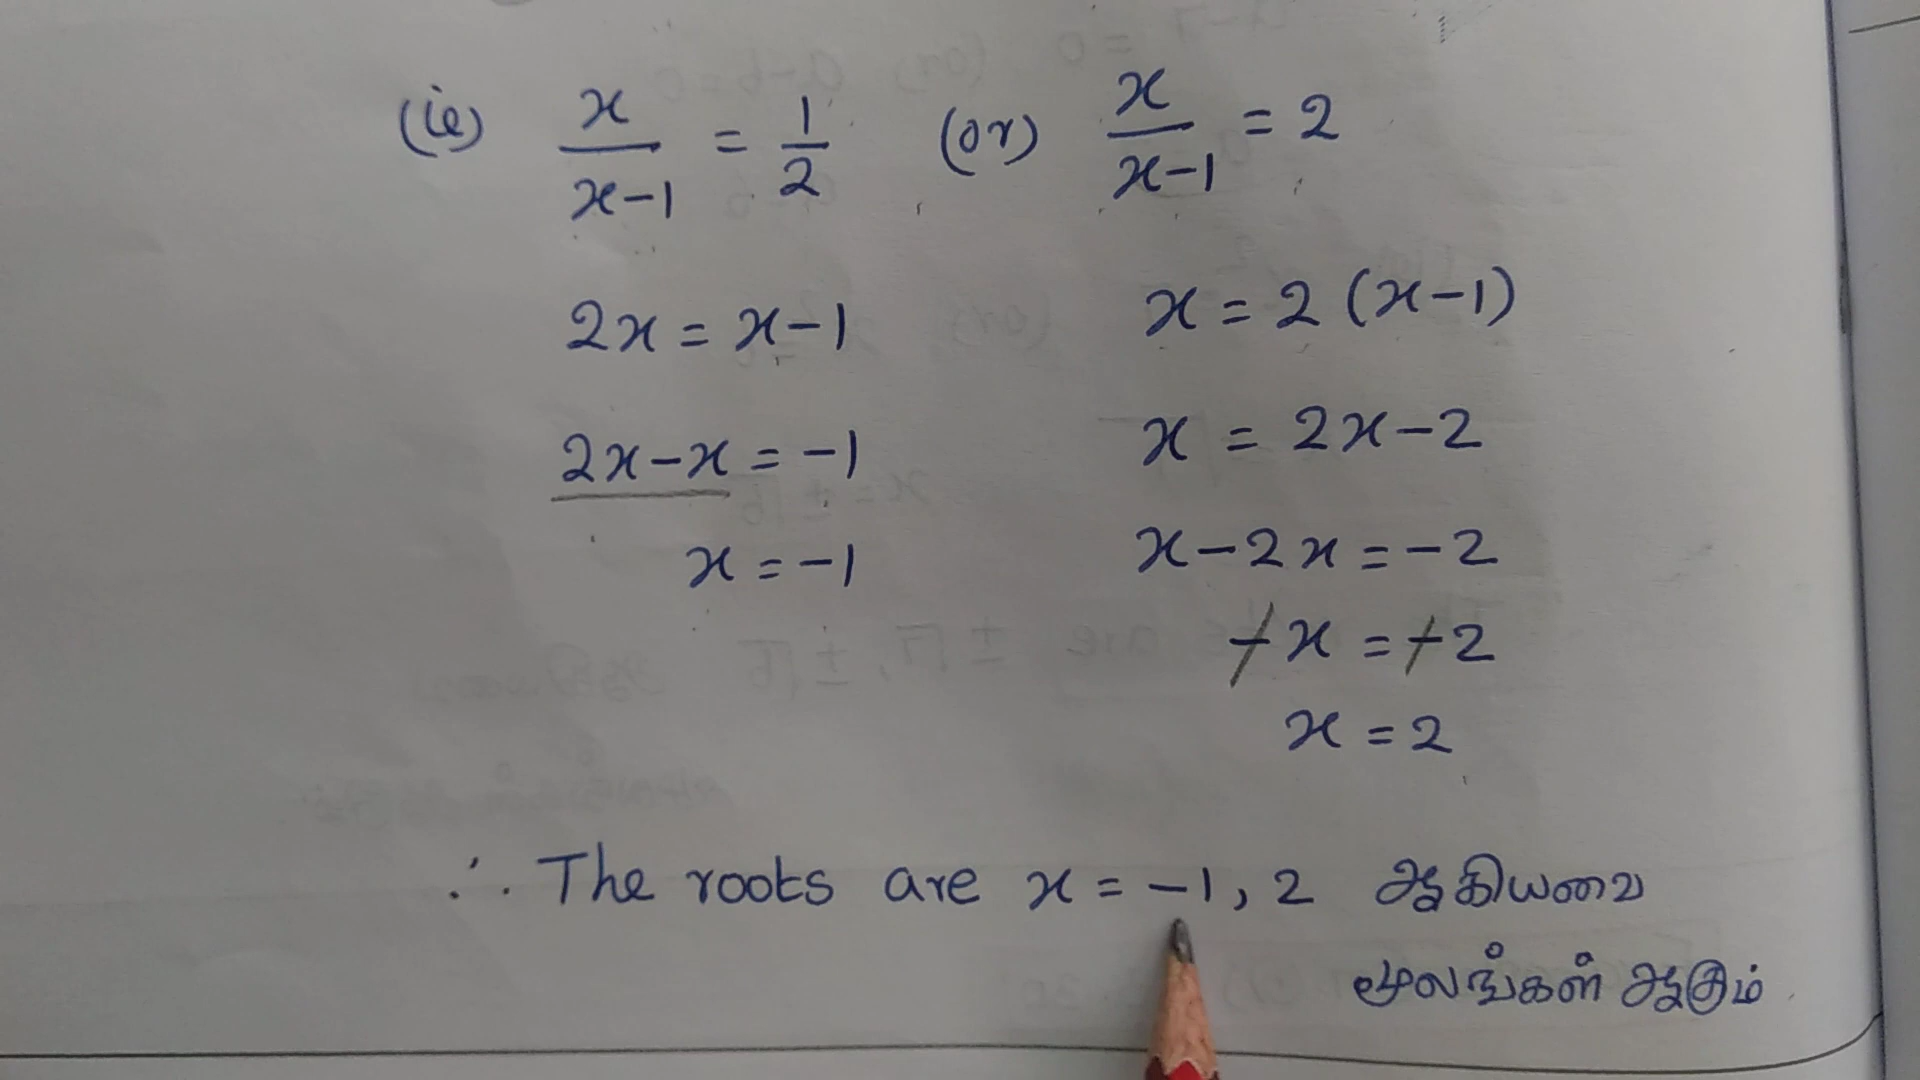 (ie) x/x-1 = 1/2 (or) x/x-1 = 2
2x = x-1
2x-x = -1
x = -1
x = 2(x-1)
x = 2x-2
x-2x = -2
-x = -2
x = 2
∴ The roots are x = -1, 2 ஆகியவை
மூலங்கள் ஆகும்